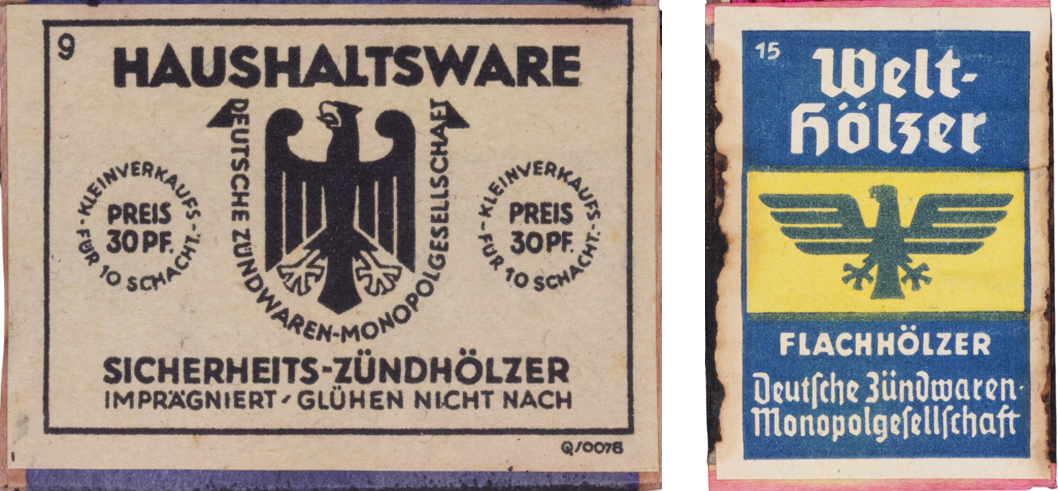 9
HAUSHALTSWARE
DEUTSCHE ZÜNDWAREN-MONOPOLGESELLSCHAFT
-KLEINVERKAUFS-
PREIS
30 PF.
FÜR 10 SCHACHT.
-KLEINVERKAUFS-
PREIS
30 PF.
FÜR 10 SCHACHT.
SICHERHEITS-ZÜNDHÖLZER
IMPRÄGNIERT - GLÜHEN NICHT NACH
Q/0078
15
Welt-
Hölzer
FLACHHÖLZER
Deutſche Zündwaren-
Monopolgeſellſchaft